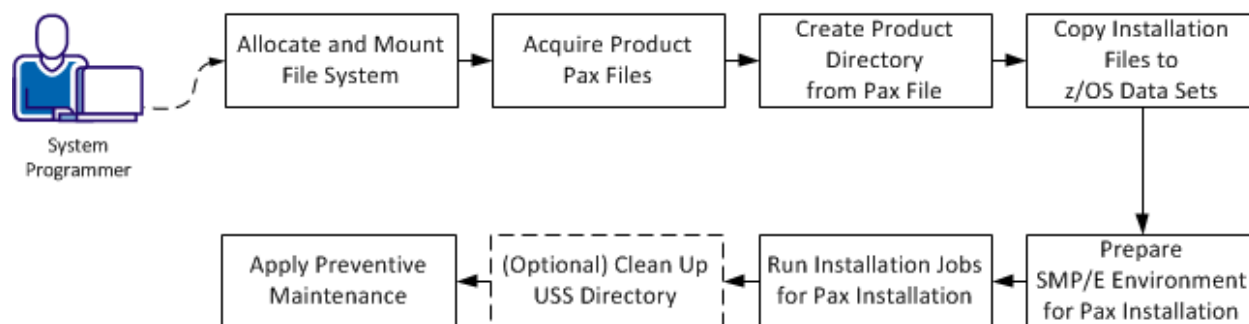 System
Programmer
Allocate and Mount
File System
Acquire Product
Pax Files
Create Product
Directory
from Pax File
Copy Installation
Files to
z/OS Data Sets
Prepare
SMP/E Environment
for Pax Installation
Run Installation Jobs
for Pax Installation
(Optional) Clean Up
USS Directory
Apply Preventive
Maintenance